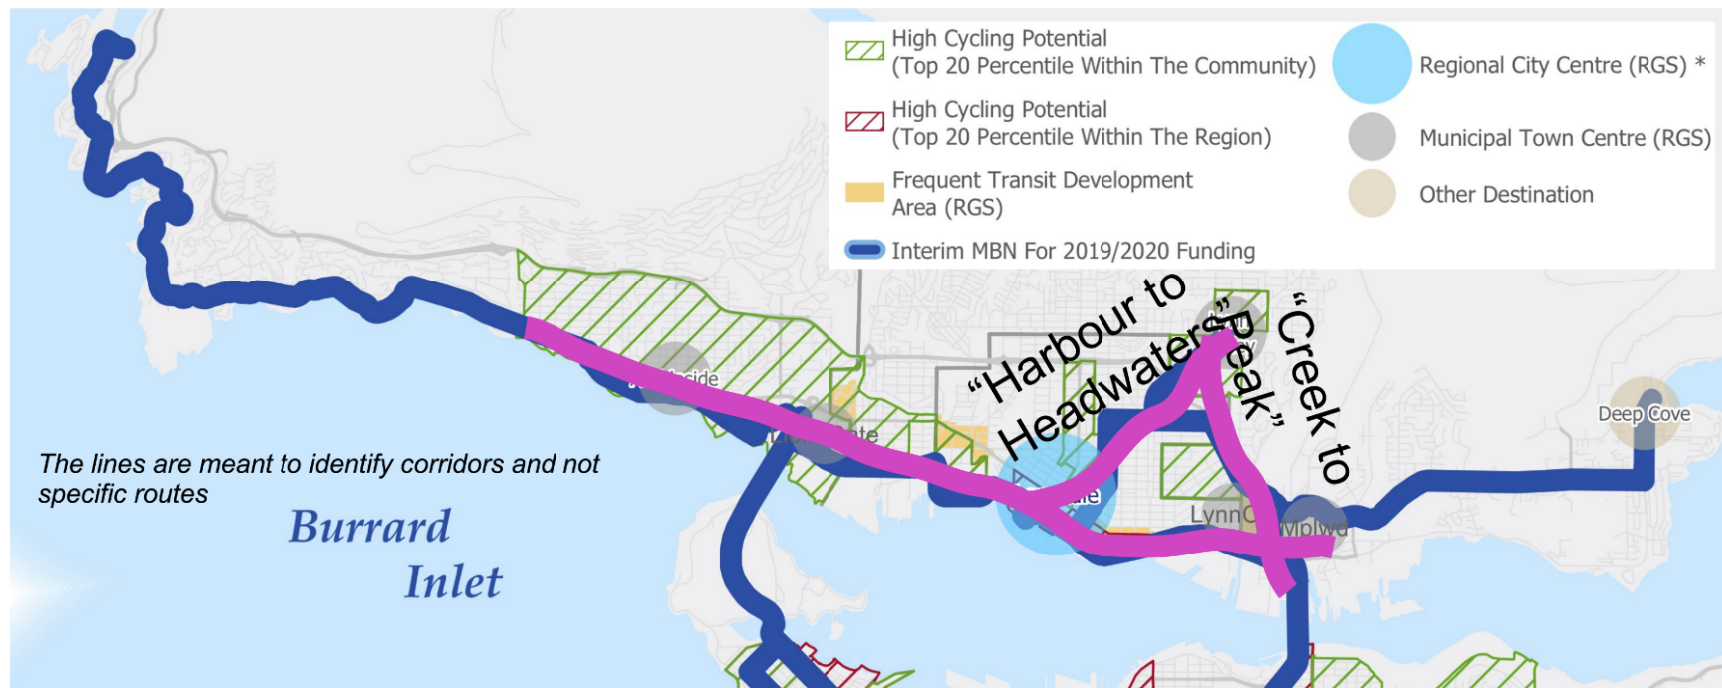 High Cycling Potential
(Top 20 Percentile Within The Community)
High Cycling Potential
(Top 20 Percentile Within The Region)
Frequent Transit Development
Area (RGS)
Interim MBN For 2019/2020 Funding
Regional City Centre (RGS) *
Municipal Town Centre (RGS)
Other Destination
“Harbour to
Headwaters”
“Creek to
Peak”
Deep Cove
LynnC
Mplwd
The lines are meant to identify corridors and not
specific routes
Burrard
Inlet